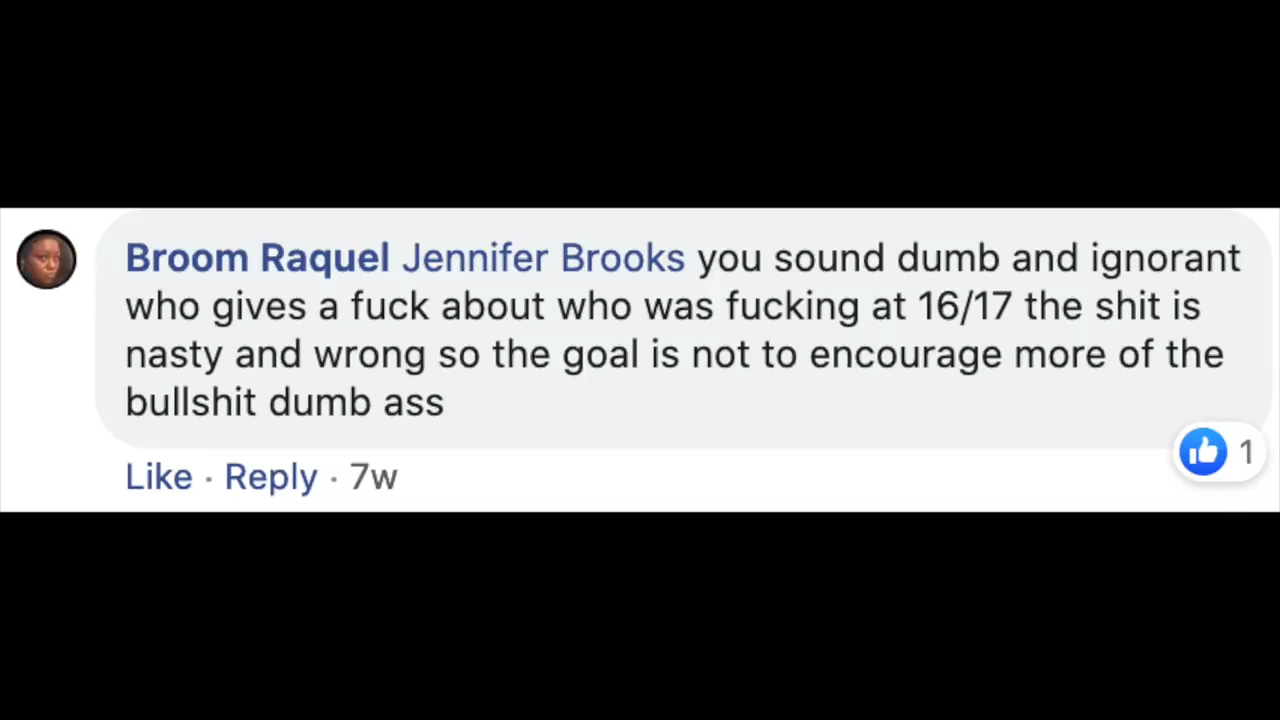 Broom Raquel Jennifer Brooks you sound dumb and ignorant
who gives a fuck about who was fucking at 16/17 the shit is
nasty and wrong so the goal is not to encourage more of the
bullshit dumb ass
1
Like · Reply · 7w